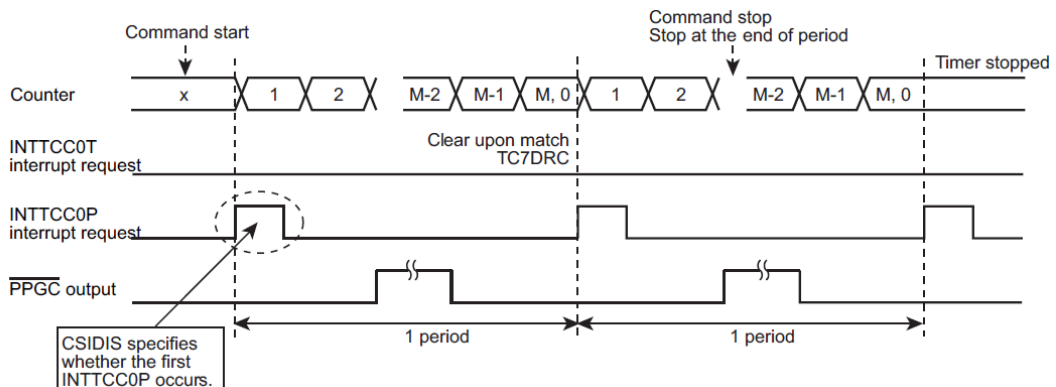 Command start
Command stop
Stop at the end of period
Timer stopped
Counter
x
1
2
M-2
M-1
M, 0
1
2
M-2
M-1
M, 0
INTTCC0T
interrupt request
Clear upon match
TC7DRC
INTTCC0P
interrupt request
PPGC output
1 period
1 period
CSIDIS specifies
whether the first
INTTCC0P occurs.